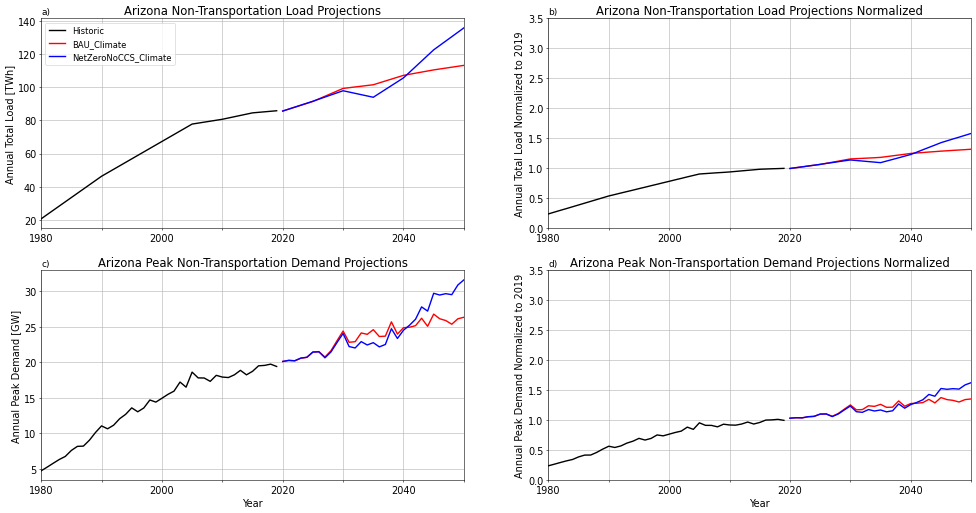 a)
Arizona Non-Transportation Load Projections
Historic
BAU_Climate
NetZeroNoCCS_Climate
Annual Total Load [TWh]
140
120
100
80
60
40
20
1980
2000
2020
2040
b)
Arizona Non-Transportation Load Projections Normalized
Annual Total Load Normalized to 2019
3.5
3.0
2.5
2.0
1.5
1.0
0.5
0.0
1980
2000
2020
2040
c)
Arizona Peak Non-Transportation Demand Projections
Annual Peak Demand [GW]
30
25
20
15
10
5
1980
2000
2020
2040
Year
d)
Arizona Peak Non-Transportation Demand Projections Normalized
Annual Peak Demand Normalized to 2019
3.5
3.0
2.5
2.0
1.5
1.0
0.5
0.0
1980
2000
2020
2040
Year